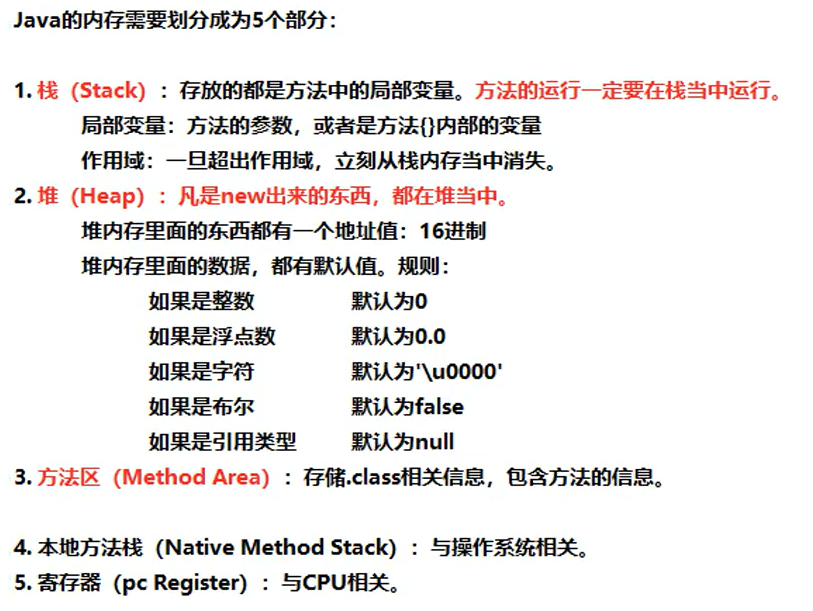 Java的内存需要划分成为5个部分：
1. 栈（Stack）：存放的都是方法中的局部变量。方法的运行一定要在栈当中运行。
局部变量：方法的参数，或者是方法{}内部的变量
作用域：一旦超出作用域，立刻从栈内存当中消失。
2. 堆（Heap）：凡是new出来的东西，都在堆当中。
堆内存里面的东西都有一个地址值：16进制
堆内存里面的数据，都有默认值。规则：
如果是整数 默认为0
如果是浮点数 默认为0.0
如果是字符 默认为'\u0000'
如果是布尔 默认为false
如果是引用类型 默认为null
3. 方法区（Method Area）：存储.class相关信息，包含方法的信息。
4. 本地方法栈（Native Method Stack）：与操作系统相关。
5. 寄存器（pc Register）：与CPU相关。